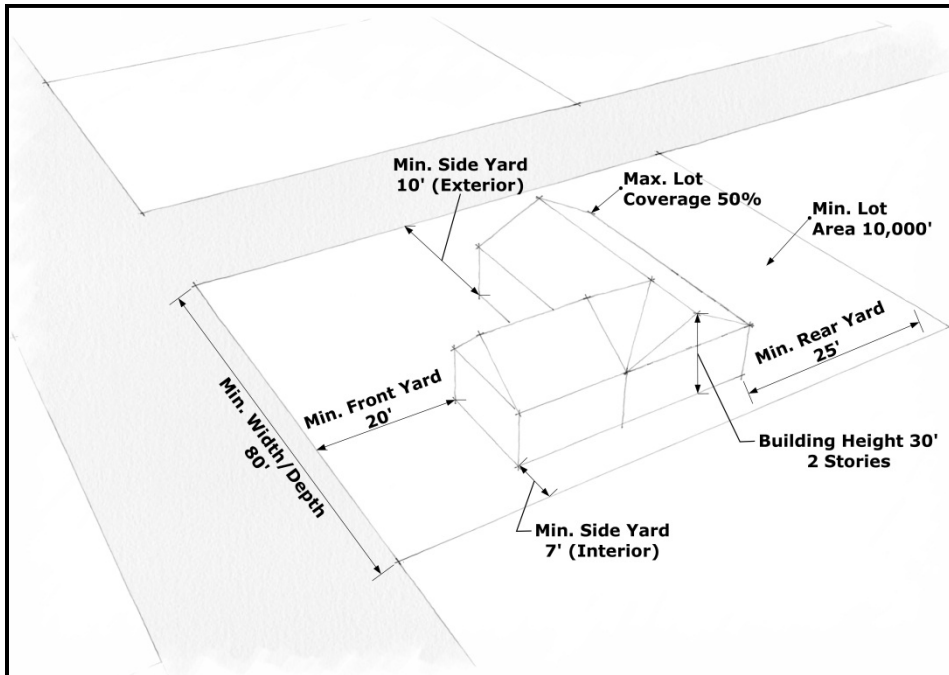 Min. Side Yard
10' (Exterior)
Max. Lot
Coverage 50%
Min. Lot
Area 10,000'
Min. Rear Yard
25'
Min. Front Yard
20'
Min. Width/Depth
80'
Building Height 30'
2 Stories
Min. Side Yard
7' (Interior)